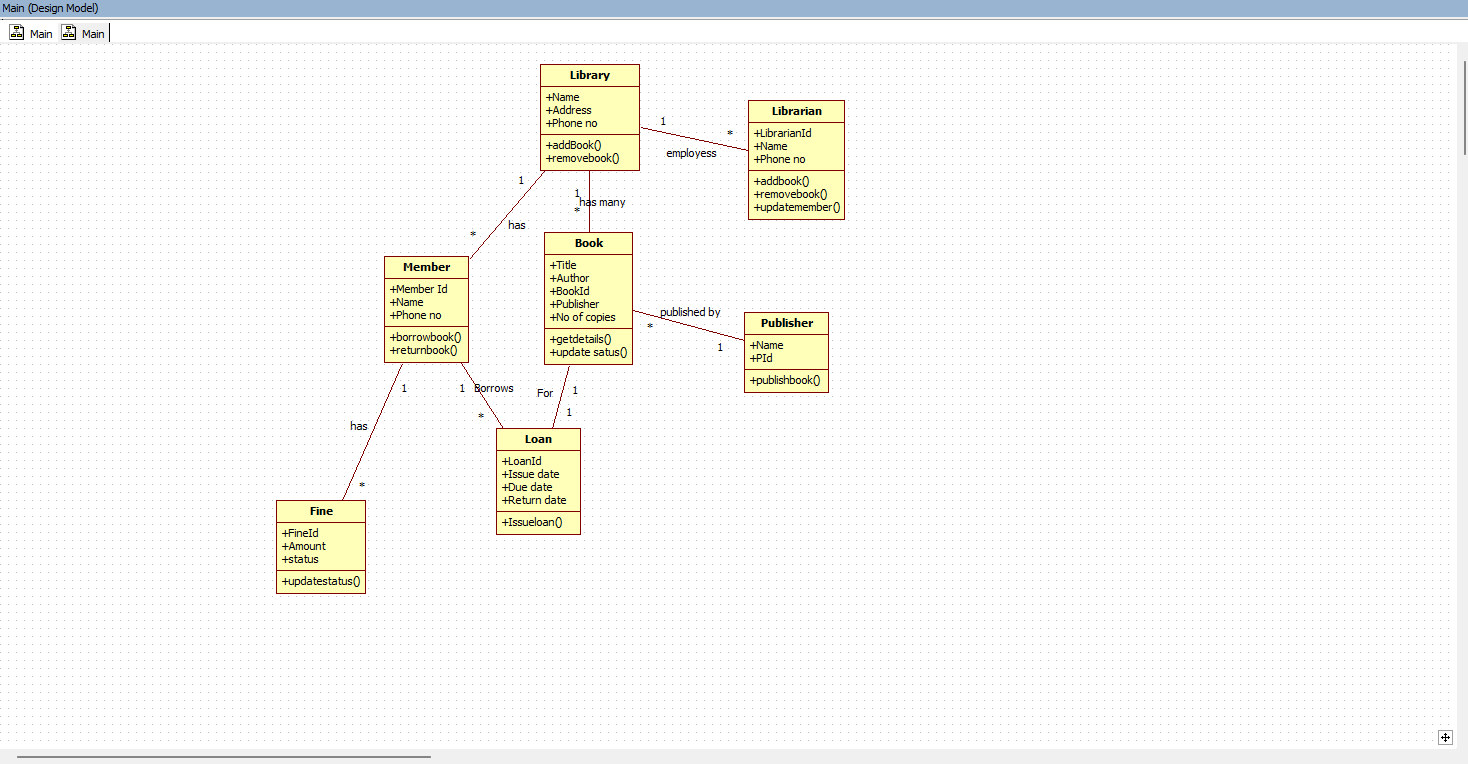 Main (Design Model)
Main Main
Library
+Name
+Address
+Phone no
+addBook()
+removebook()
Librarian
+LibrarianId
+Name
+Phone no
+addbook()
+removebook()
+updatemember()
1
*
employess
1
*
has
1
*
has many
Member
+Member Id
+Name
+Phone no
+borrowbook()
+returnbook()
Book
+Title
+Author
+BookId
+Publisher
+No of copies
+getdetails()
+update satus()
published by
*
1
Publisher
+Name
+PId
+publishbook()
1
has
*
1
Borrows
*
For
1
1
Loan
+LoanId
+Issue date
+Due date
+Return date
+Issueloan()
Fine
+FineId
+Amount
+status
+updatestatus()